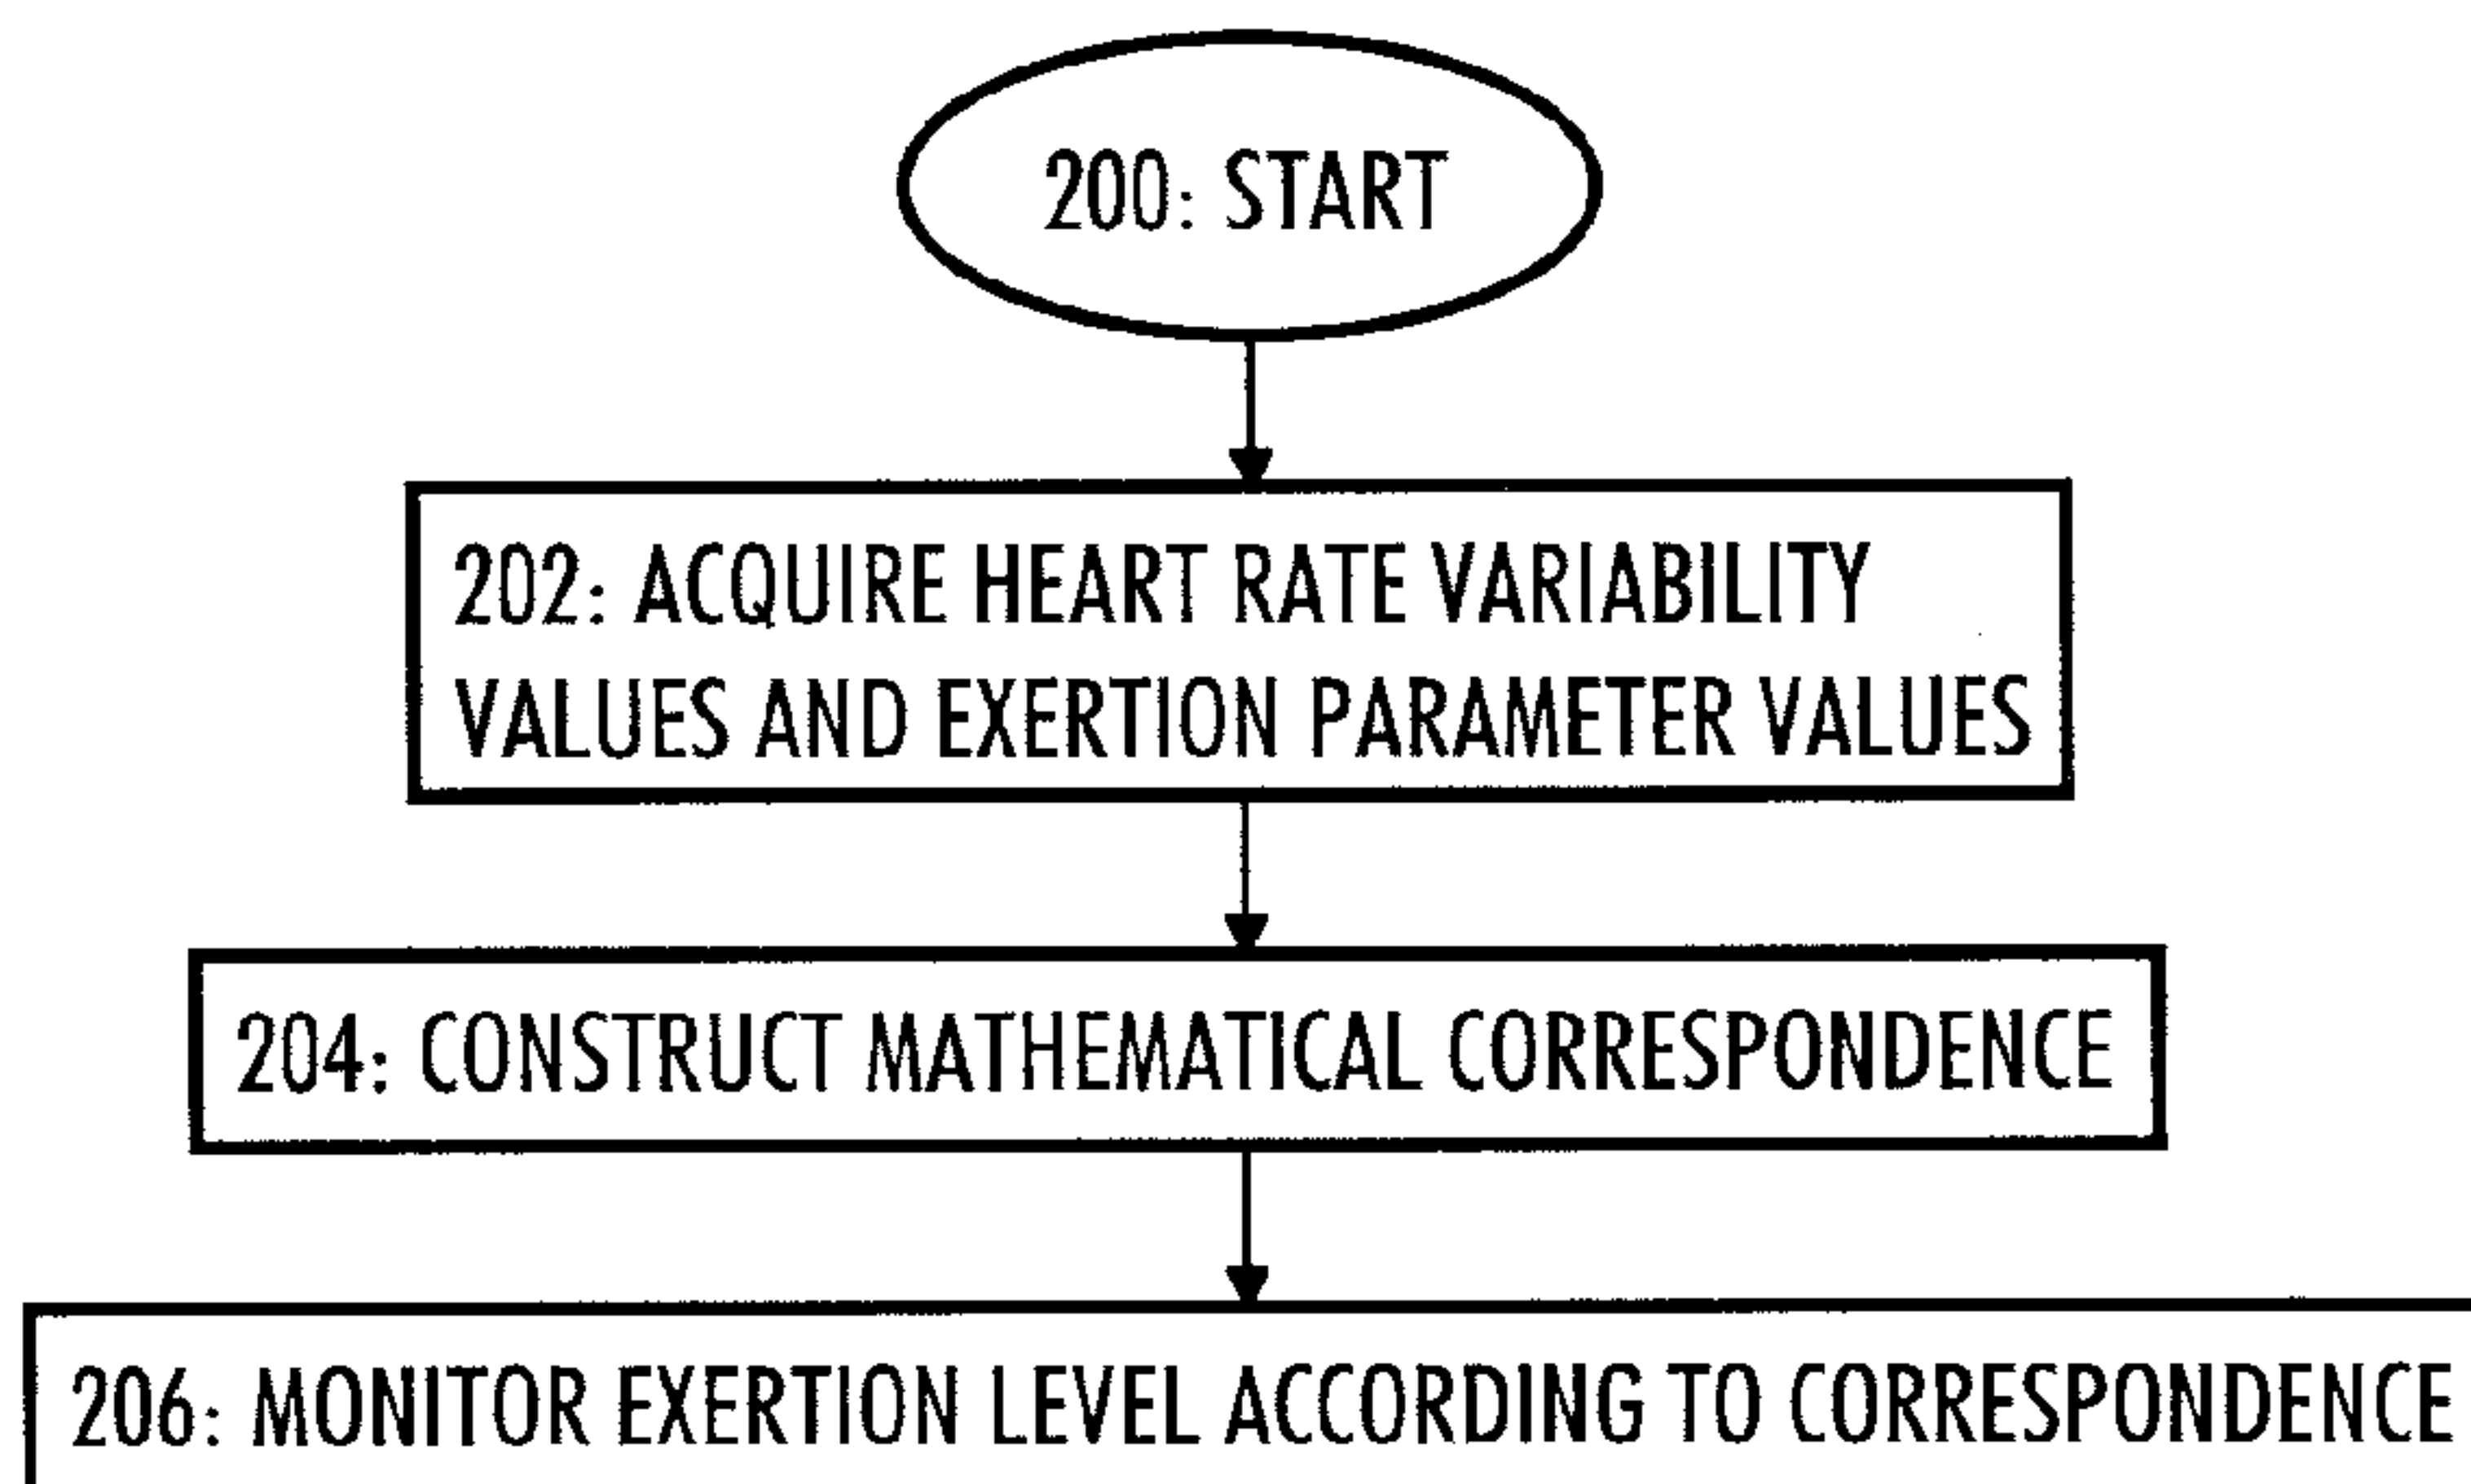 200: START
202: ACQUIRE HEART RATE VARIABILITY
VALUES AND EXERTION PARAMETER VALUES
204: CONSTRUCT MATHEMATICAL CORRESPONDENCE
206: MONITOR EXERTION LEVEL ACCORDING TO CORRESPONDENCE